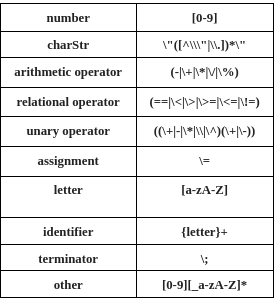 number [0-9]
charStr \"([^\\\"|\\.])*\"
arithmetic operator (-|\+|\*|\/|\%)
relational operator (==|\<|\>|\>=|\<=|\!=)
unary operator ((\+|-|\*|\\|\^)(\+|\-))
assignment \=
letter [a-zA-Z]
identifier {letter}+
terminator \;
other [0-9][_a-zA-Z]*